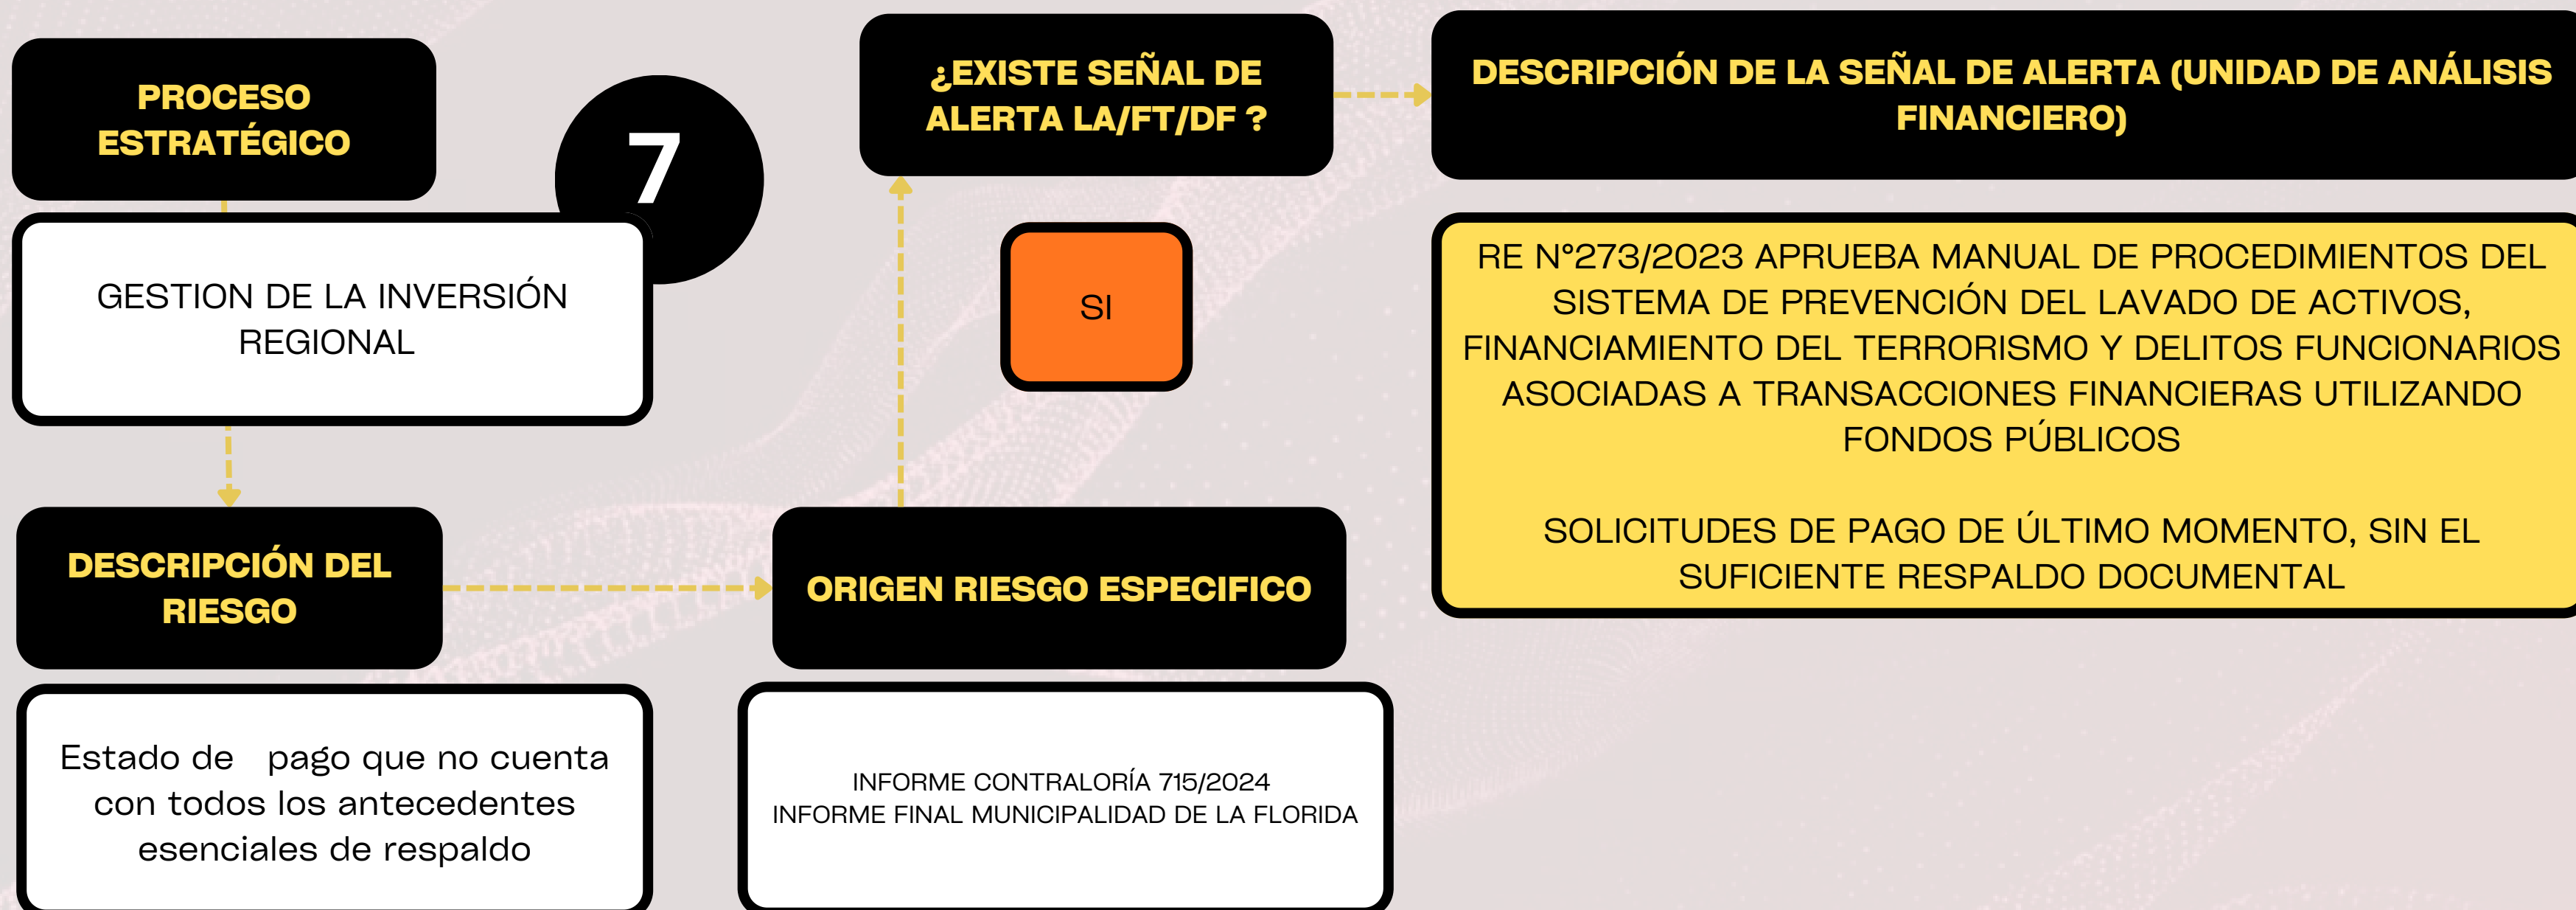 PROCESO
ESTRATÉGICO
7
GESTION DE LA INVERSIÓN
REGIONAL
DESCRIPCIÓN DEL
RIESGO
Estado de   pago que no cuenta
con todos los antecedentes
esenciales de respaldo
ORIGEN RIESGO ESPECIFICO
INFORME CONTRALORÍA 715/2024
INFORME FINAL MUNICIPALIDAD DE LA FLORIDA
¿EXISTE SEÑAL DE
ALERTA LA/FT/DF ?
SI
DESCRIPCIÓN DE LA SEÑAL DE ALERTA (UNIDAD DE ANÁLISIS
FINANCIERO)
RE N°273/2023 APRUEBA MANUAL DE PROCEDIMIENTOS DEL
SISTEMA DE PREVENCIÓN DEL LAVADO DE ACTIVOS,
FINANCIAMIENTO DEL TERRORISMO Y DELITOS FUNCIONARIOS
ASOCIADAS A TRANSACCIONES FINANCIERAS UTILIZANDO
FONDOS PÚBLICOS
SOLICITUDES DE PAGO DE ÚLTIMO MOMENTO, SIN EL
SUFICIENTE RESPALDO DOCUMENTAL